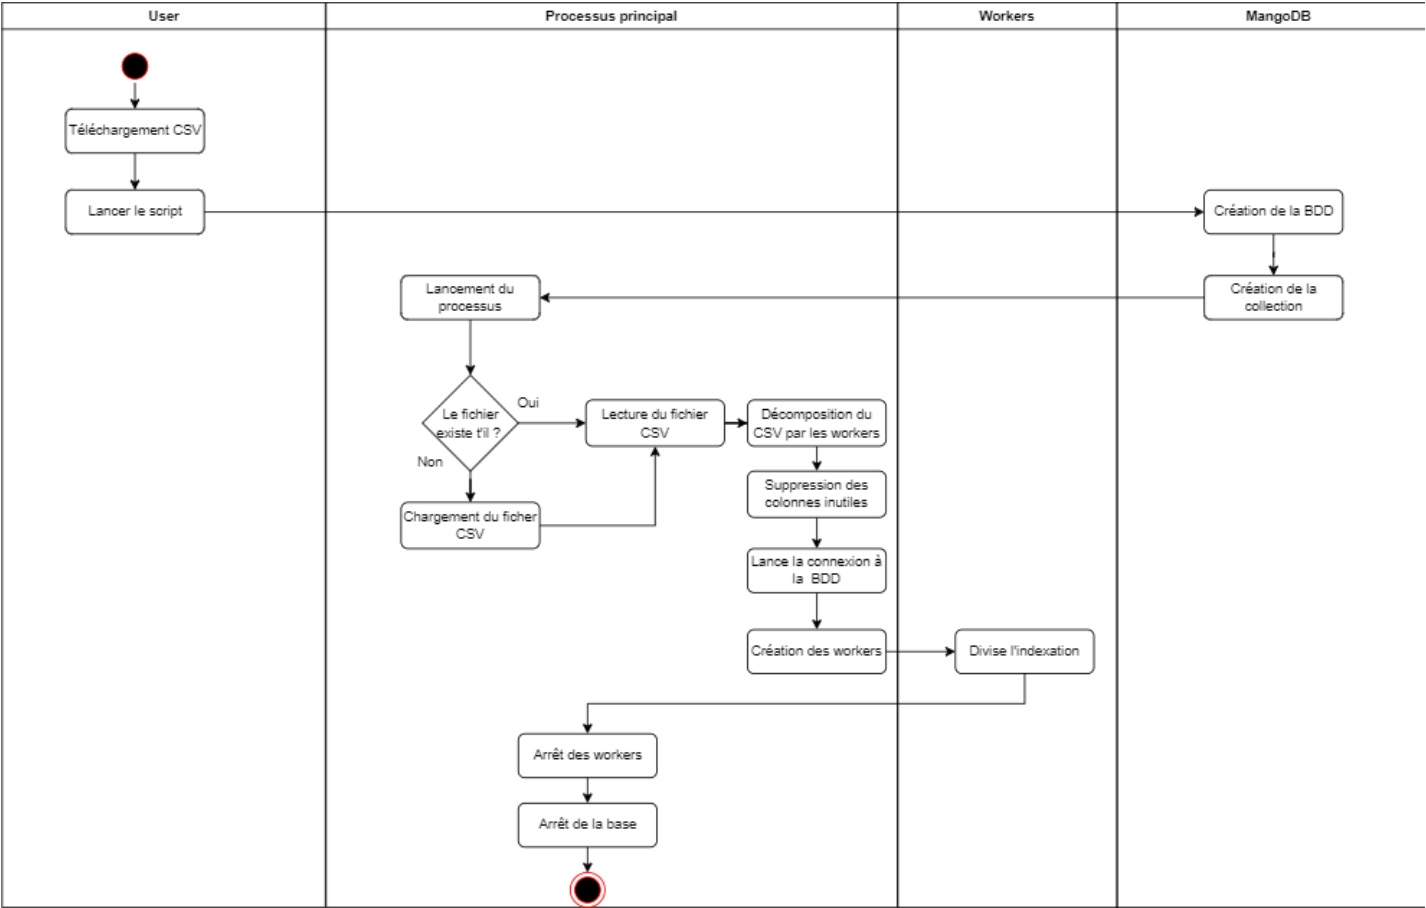 User
Processus principal
Workers
MangoDB
Téléchargement CSV
Lancer le script
Création de la BDD
Lancement du
processus
Création de la
collection
Le fichier
existe t'il ?
Oui
Non
Lecture du fichier
CSV
Décomposition du
CSV par les workers
Suppression des
colonnes inutiles
Chargement du ficher
CSV
Lance la connexion à
la BDD
Création des workers
Divise l'indexation
Arrêt des workers
Arrêt de la base